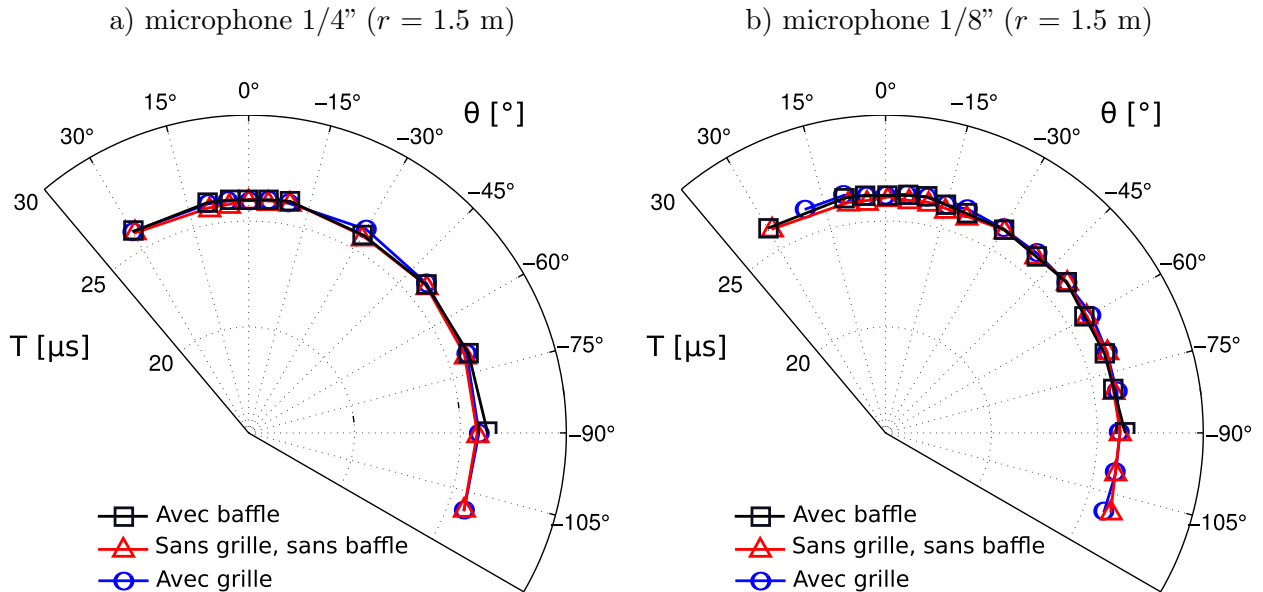 a) microphone 1/4” (r = 1.5 m)
0°
15°
−15°
θ [°]
30°
−30°
30
−45°
25
−60°
T [µs]
20
−75°
−90°
−105°
Avec baffle
Sans grille, sans baffle
Avec grille
b) microphone 1/8” (r = 1.5 m)
0°
15°
−15°
θ [°]
30°
−30°
30
−45°
25
−60°
T [µs]
20
−75°
−90°
−105°
Avec baffle
Sans grille, sans baffle
Avec grille